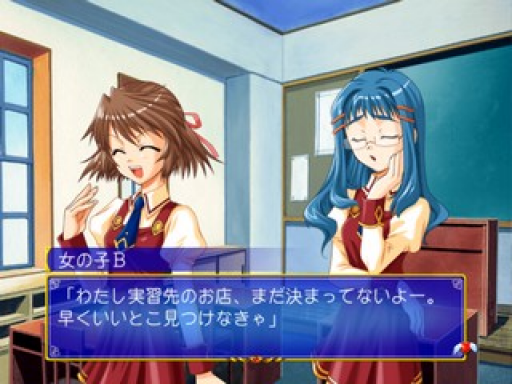 女の子B
「わたし実習先のお店、まだ決まってないよー。
早くいいとこ見つけなきゃ」